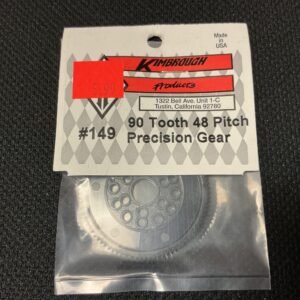 Made in
USA
KIMBROUGH
Products
1322 Bell Ave. Unit 1-C
Tustin, California 92780
#149
90 Tooth 48 Pitch
Precision Gear